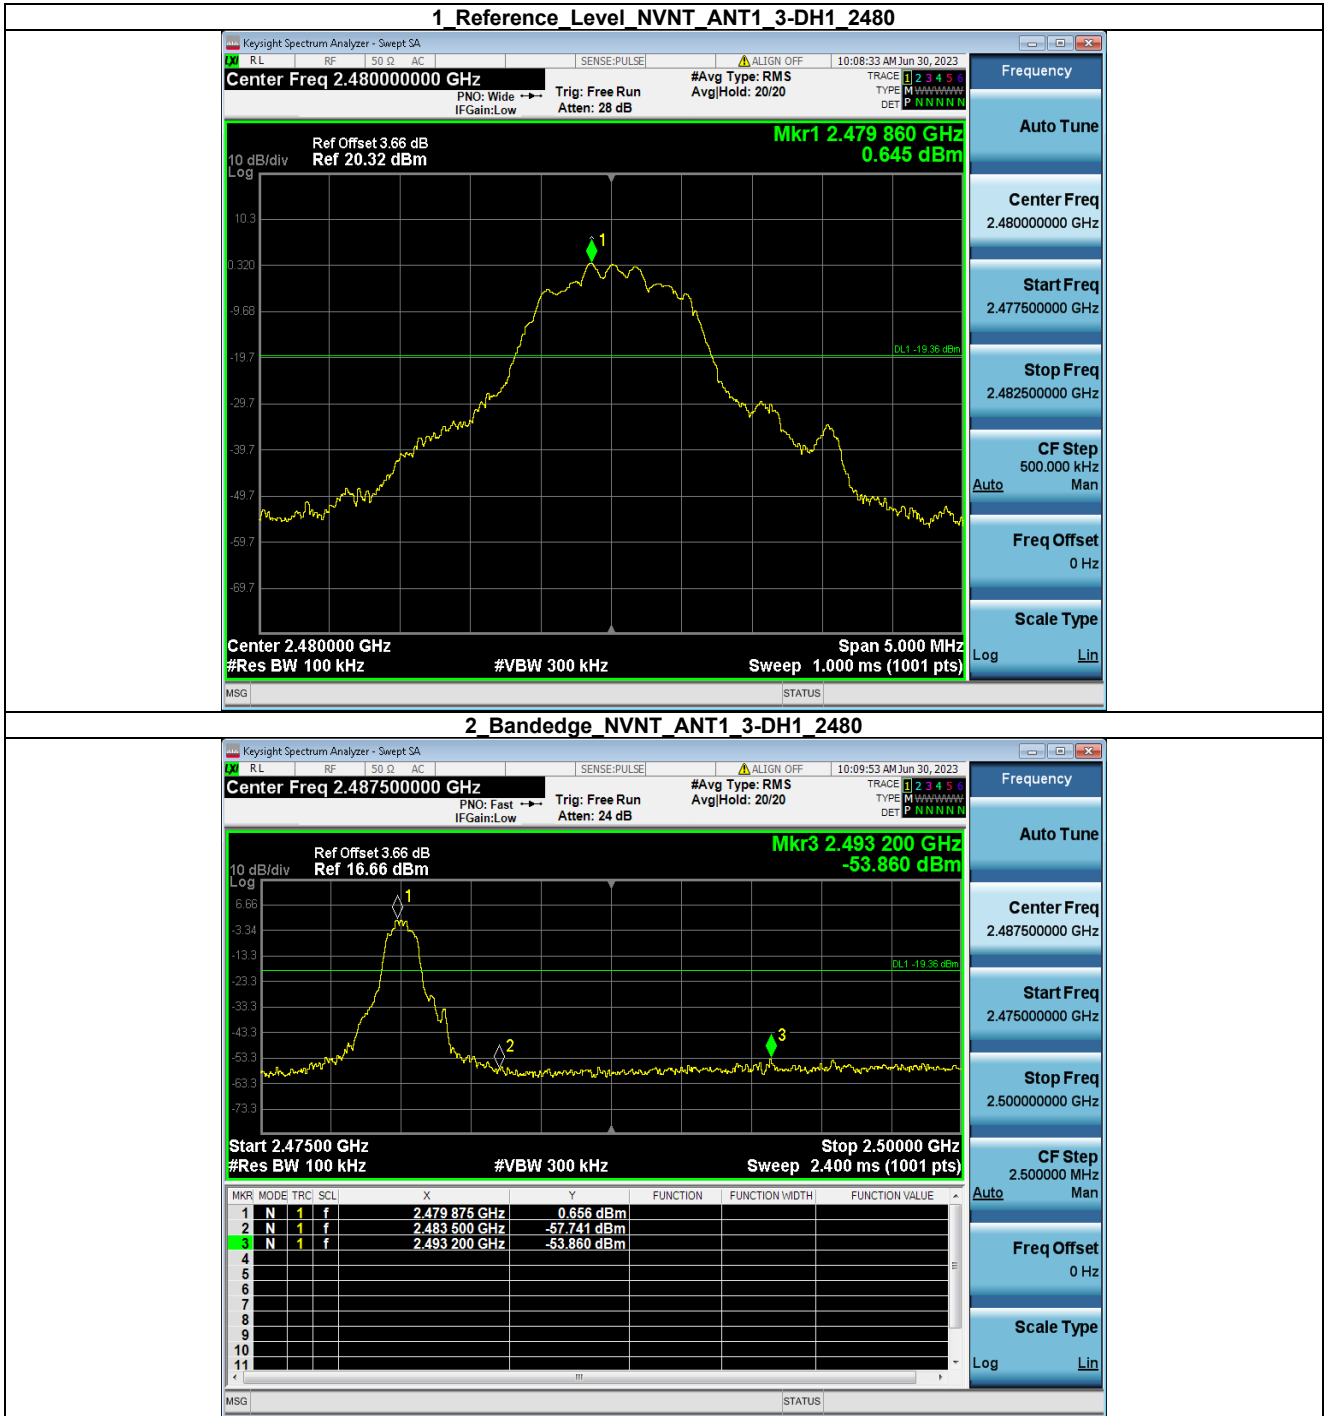 1_Reference_Level_NVNT_ANT1_3-DH1_2480
Keysight Spectrum Analyzer - Swept SA
LXI RL RF 50 Ω AC SENSE:PULSE ALIGN OFF 10:08:33 AM Jun 30, 2023
Center Freq 2.480000000 GHz
PNO: Wide
IFGain:Low
Trig: Free Run
Atten: 28 dB
#Avg Type: RMS
Avg|Hold: 20/20
TRACE 1 2 3 4 5 6
TYPE M WWWWW
DET P N N N N N
Mkr1 2.479 860 GHz
0.645 dBm
Ref Offset 3.66 dB
10 dB/div Ref 20.32 dBm
Log
1
10.3
0.320
-9.68
DL1 -19.36 dBm
-19.7
-29.7
-39.7
-49.7
-59.7
-69.7
Center 2.480000 GHz Span 5.000 MHz
#Res BW 100 kHz #VBW 300 kHz Sweep 1.000 ms (1001 pts)
MSG STATUS
Frequency
Auto Tune
Center Freq
2.480000000 GHz
Start Freq
2.477500000 GHz
Stop Freq
2.482500000 GHz
CF Step
500.000 kHz
Auto Man
Freq Offset
0 Hz
Scale Type
Log Lin
2_Bandedge_NVNT_ANT1_3-DH1_2480
Keysight Spectrum Analyzer - Swept SA
LXI RL RF 50 Ω AC SENSE:PULSE ALIGN OFF 10:09:53 AM Jun 30, 2023
Center Freq 2.487500000 GHz
PNO: Fast
IFGain:Low
Trig: Free Run
Atten: 24 dB
#Avg Type: RMS
Avg|Hold: 20/20
TRACE 1 2 3 4 5 6
TYPE M WWWWW
DET P N N N N N
Mkr3 2.493 200 GHz
-53.860 dBm
Ref Offset 3.66 dB
10 dB/div Ref 16.66 dBm
Log
1
6.66
-3.34
-13.3
DL1 -19.36 dBm
-23.3
-33.3
-43.3
2
3
-53.3
-63.3
-73.3
Start 2.47500 GHz Stop 2.50000 GHz
#Res BW 100 kHz #VBW 300 kHz Sweep 2.400 ms (1001 pts)
MKR MODE TRC SCL X Y FUNCTION FUNCTION WIDTH FUNCTION VALUE
1 N 1 f 2.479 875 GHz 0.656 dBm
2 N 1 f 2.483 500 GHz -57.741 dBm
3 N 1 f 2.493 200 GHz -53.860 dBm
4
5
6
7
8
9
10
11
MSG STATUS
Frequency
Auto Tune
Center Freq
2.487500000 GHz
Start Freq
2.475000000 GHz
Stop Freq
2.500000000 GHz
CF Step
2.500000 MHz
Auto Man
Freq Offset
0 Hz
Scale Type
Log Lin